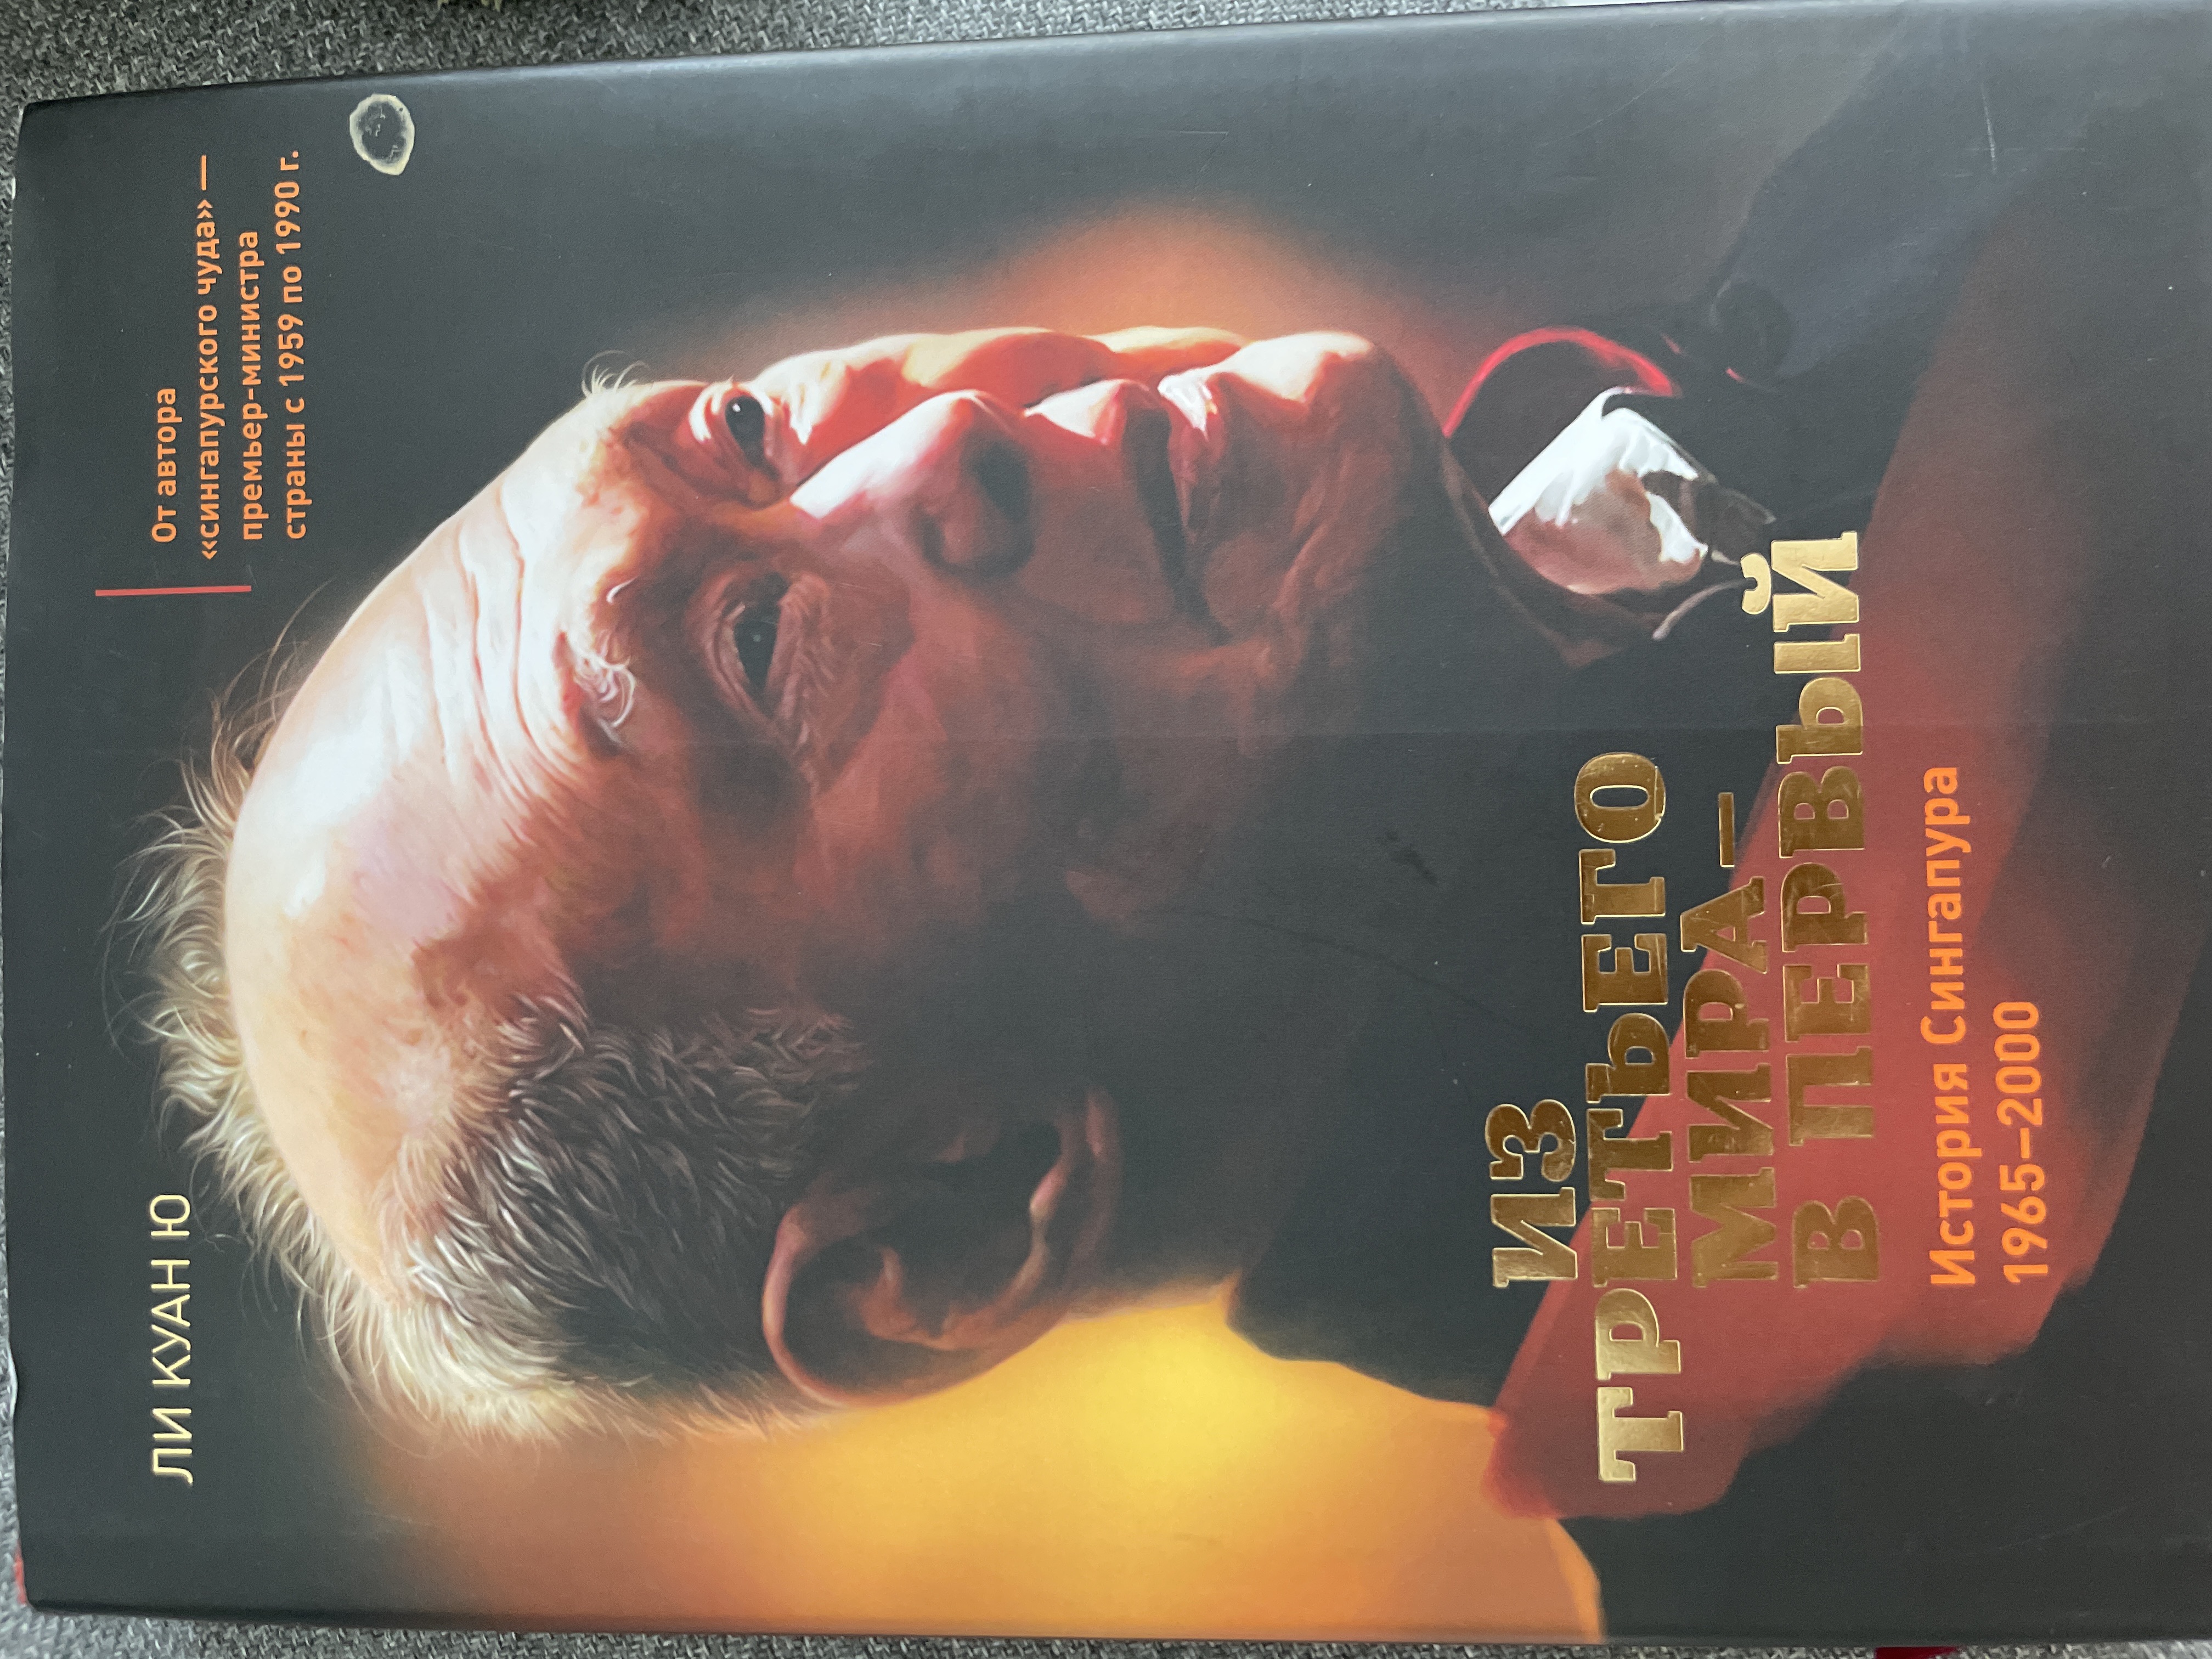 ЛИ КУАН Ю
От автора
«сингапурского чуда» —
премьер-министра
страны с 1959 по 1990 г.
ИЗ
ТРЕТЬЕГО
МИРА –
В ПЕРВЫЙ
История Сингапура
1965–2000